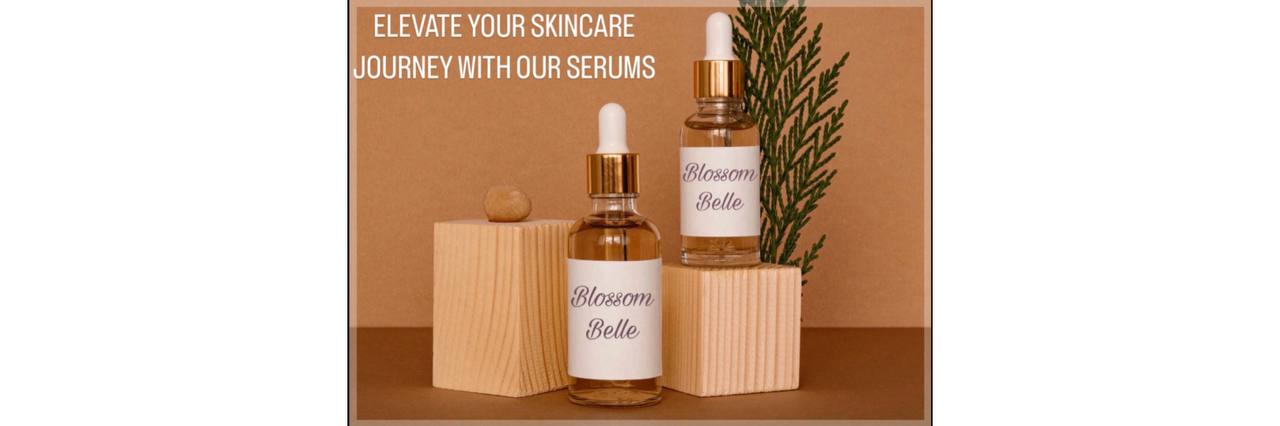 ELEVATE YOUR SKINCARE
JOURNEY WITH OUR SERUMS
Blossom
Belle
Blossom
Belle